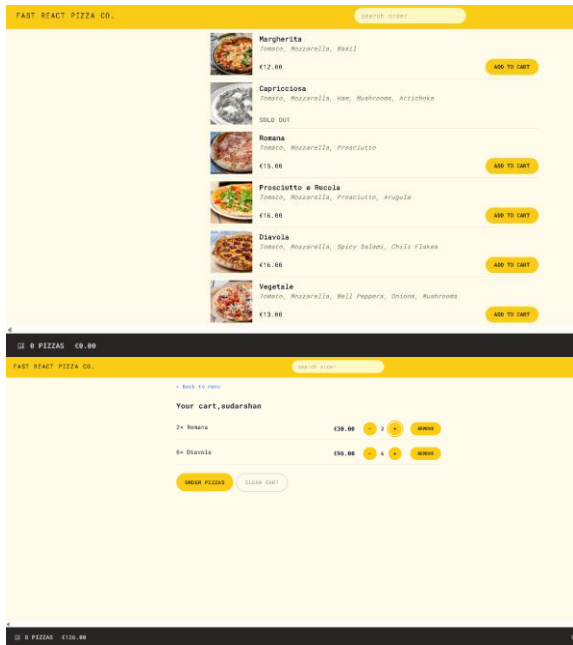 FAST REACT PIZZA CO.
search order
Margherita
Tomato, Mozzarella, Basil
€12.00
ADD TO CART
Capricciosa
Tomato, Mozzarella, Ham, Mushrooms, Artichoke
SOLD OUT
Romana
Tomato, Mozzarella, Prosciutto
€15.00
ADD TO CART
Prosciutto e Rucola
Tomato, Mozzarella, Prosciutto, Arugula
€16.00
ADD TO CART
Diavola
Tomato, Mozzarella, Spicy Salami, Chili Flakes
€16.00
ADD TO CART
Vegetale
Tomato, Mozzarella, Bell Peppers, Onions, Mushrooms
€13.00
ADD TO CART
0 PIZZAS €0.00
FAST REACT PIZZA CO.
search order
← Back to menu
Your cart,sudarshan
2× Romana
€30.00 - 2 + REMOVE
6× Diavola
€96.00 - 6 + REMOVE
ORDER PIZZAS CLEAR CART
8 PIZZAS €126.00